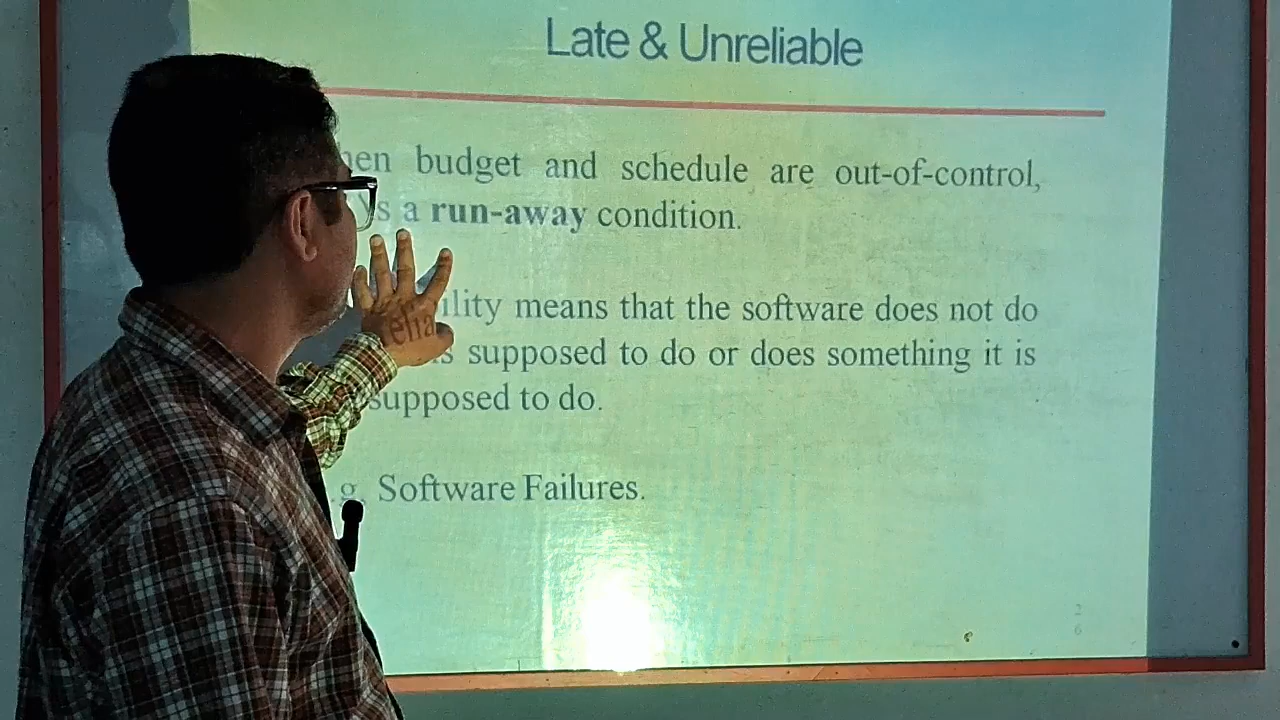 Late & Unreliable
budget and schedule are out-of-control,
a run-away condition.
means that the software does not do
supposed to do or does something it is
supposed to do.
Software Failures.
26